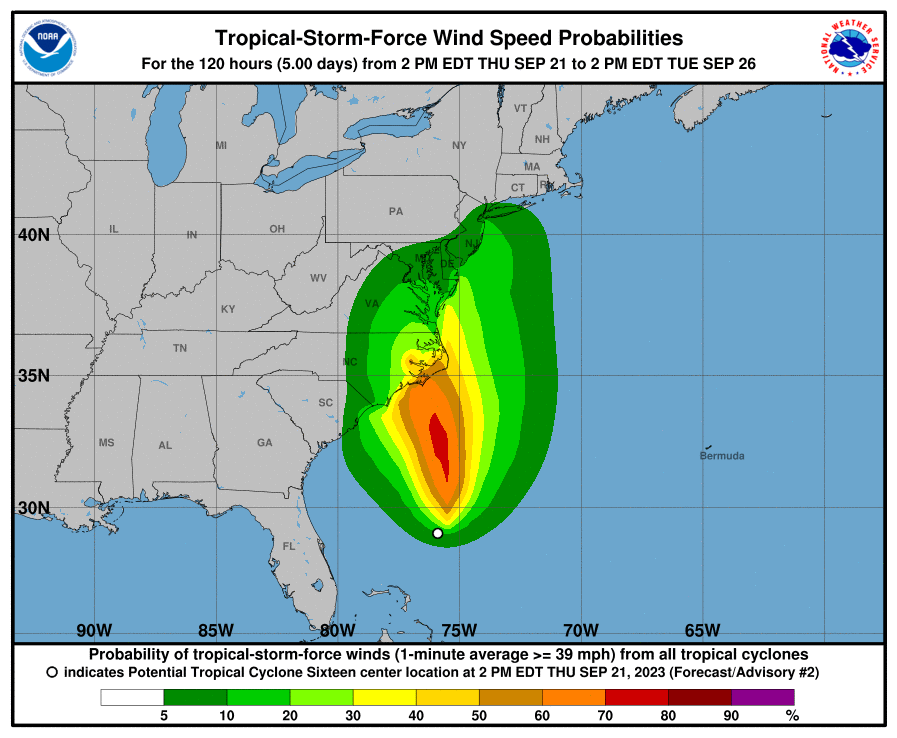 Tropical-Storm-Force Wind Speed Probabilities
For the 120 hours (5.00 days) from 2 PM EDT THU SEP 21 to 2 PM EDT TUE SEP 26
NOAA
NATIONAL WEATHER SERVICE
VT
NH
MI
NY
MA
CT
RI
PA
40N
IL
IN
OH
NJ
DE
WV
VA
KY
TN
NC
35N
SC
MS
AL
GA
Bermuda
30N
FL
90W
85W
80W
75W
70W
65W
Probability of tropical-storm-force winds (1-minute average >= 39 mph) from all tropical cyclones
indicates Potential Tropical Cyclone Sixteen center location at 2 PM EDT THU SEP 21, 2023 (Forecast/Advisory #2)
5 10 20 30 40 50 60 70 80 90 %